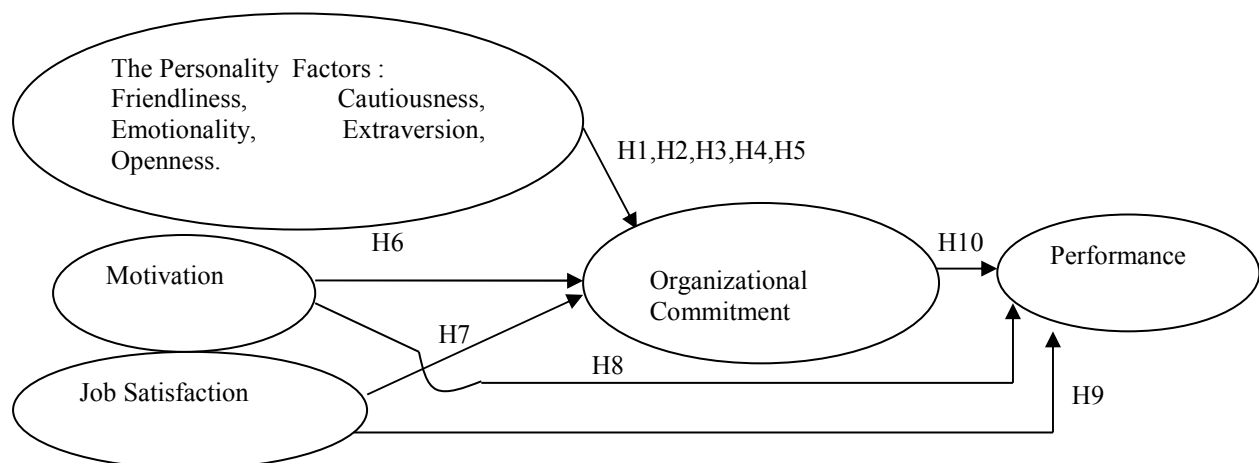 The Personality Factors :
Friendliness, Cautiousness,
Emotionality, Extraversion,
Openness.
H1,H2,H3,H4,H5
H6
Motivation
Organizational
Commitment
H10
Performance
H7
H8
Job Satisfaction
H9